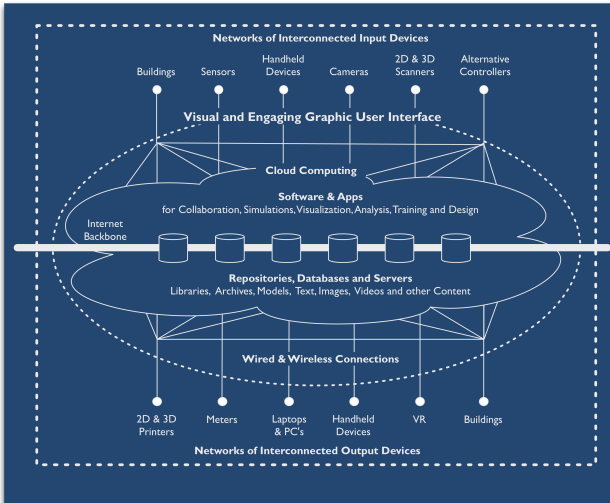 Networks of Interconnected Input Devices
Buildings
Sensors
Handheld
Devices
Cameras
2D & 3D
Scanners
Alternative
Controllers
Visual and Engaging Graphic User Interface
Cloud Computing
Software & Apps
for Collaboration, Simulations, Visualization, Analysis, Training and Design
Internet
Backbone
Repositories, Databases and Servers
Libraries, Archives, Models, Text, Images, Videos and other Content
Wired & Wireless Connections
2D & 3D
Printers
Meters
Laptops
& PC's
Handheld
Devices
VR
Buildings
Networks of Interconnected Output Devices